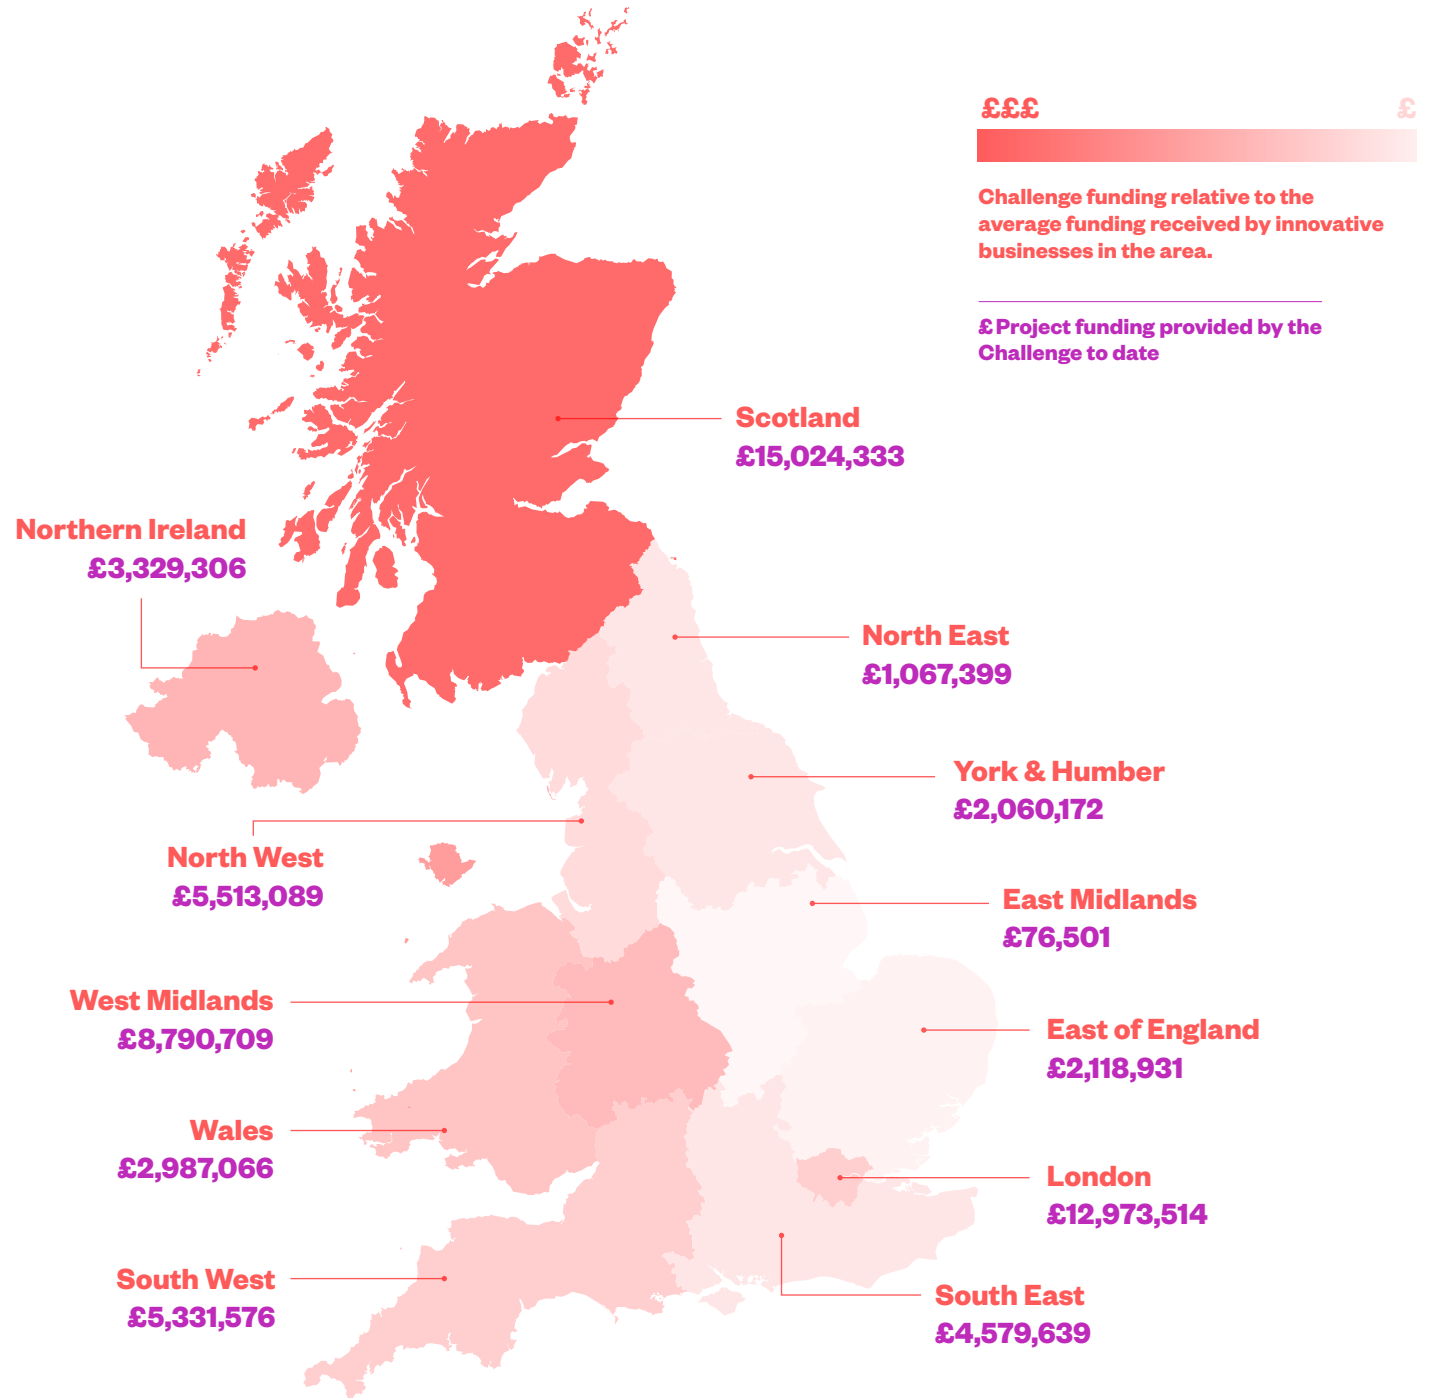 £££
£
Challenge funding relative to the
average funding received by innovative
businesses in the area.
£ Project funding provided by the
Challenge to date
Scotland
£15,024,333
Northern Ireland
£3,329,306
North East
£1,067,399
York & Humber
£2,060,172
North West
£5,513,089
East Midlands
£76,501
West Midlands
£8,790,709
East of England
£2,118,931
Wales
£2,987,066
London
£12,973,514
South West
£5,331,576
South East
£4,579,639